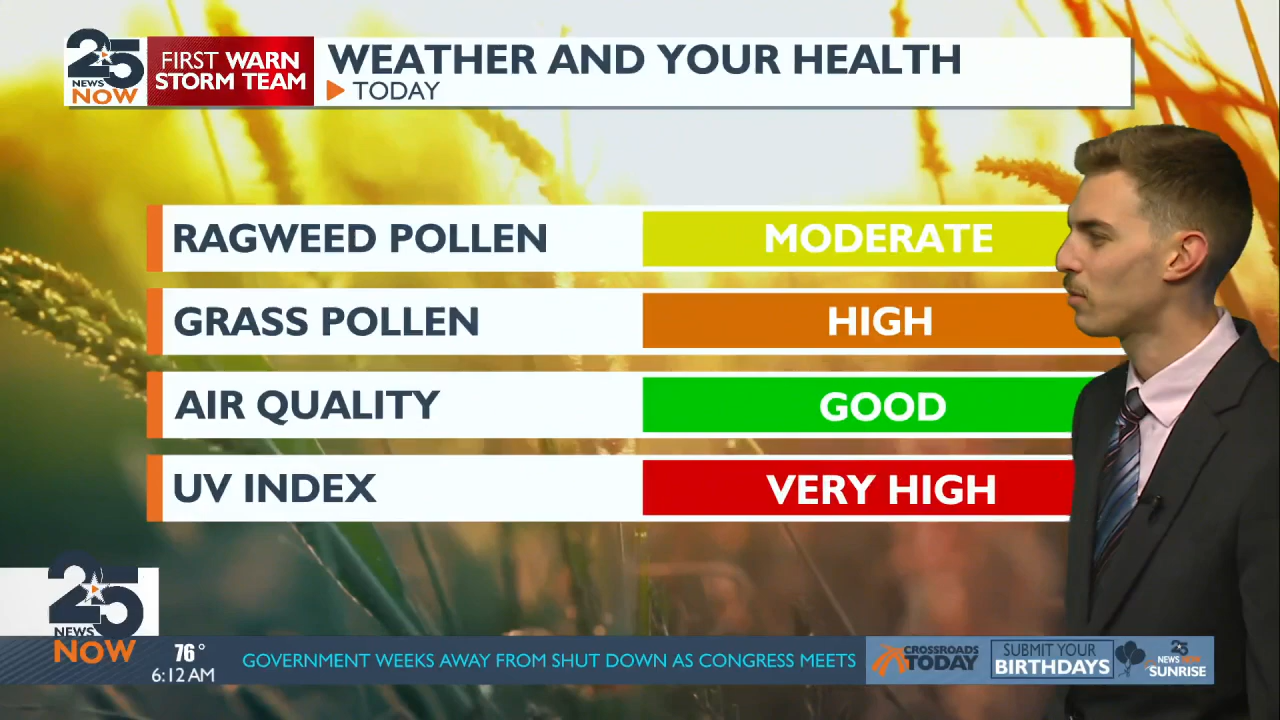 25
NEWS
NOW
FIRST WARN
STORM TEAM
WEATHER AND YOUR HEALTH
TODAY
RAGWEED POLLEN MODERATE
GRASS POLLEN HIGH
AIR QUALITY GOOD
UV INDEX VERY HIGH
25
NEWS
NOW
76°
6:12 AM
GOVERNMENT WEEKS AWAY FROM SHUT DOWN AS CONGRESS MEETS
CROSSROADS
TODAY
SUBMIT YOUR
BIRTHDAYS
25
NEWS NOW
SUNRISE